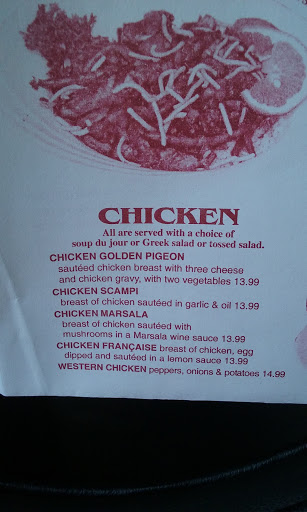 CHICKEN
All are served with a choice of
soup du jour or Greek salad or tossed salad.
CHICKEN GOLDEN PIGEON
sautéed chicken breast with three cheese
and chicken gravy, with two vegetables 13.99
CHICKEN SCAMPI
breast of chicken sautéed in garlic & oil 13.99
CHICKEN MARSALA
breast of chicken sautéed with
mushrooms in a Marsala wine sauce 13.99
CHICKEN FRANÇAISE breast of chicken, egg
dipped and sautéed in a lemon sauce 13.99
WESTERN CHICKEN peppers, onions & potatoes 14.99